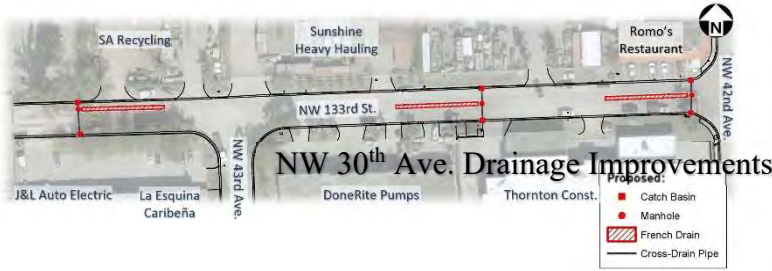 SA Recycling
Sunshine
Heavy Hauling
Romo's
Restaurant
N
NW 42nd Ave.
NW 133rd St.
NW 43rd Ave.
NW 30th Ave. Drainage Improvements
J&L Auto Electric
La Esquina
Caribeña
DoneRite Pumps
Thornton Const.
Proposed:
Catch Basin
Manhole
French Drain
Cross-Drain Pipe